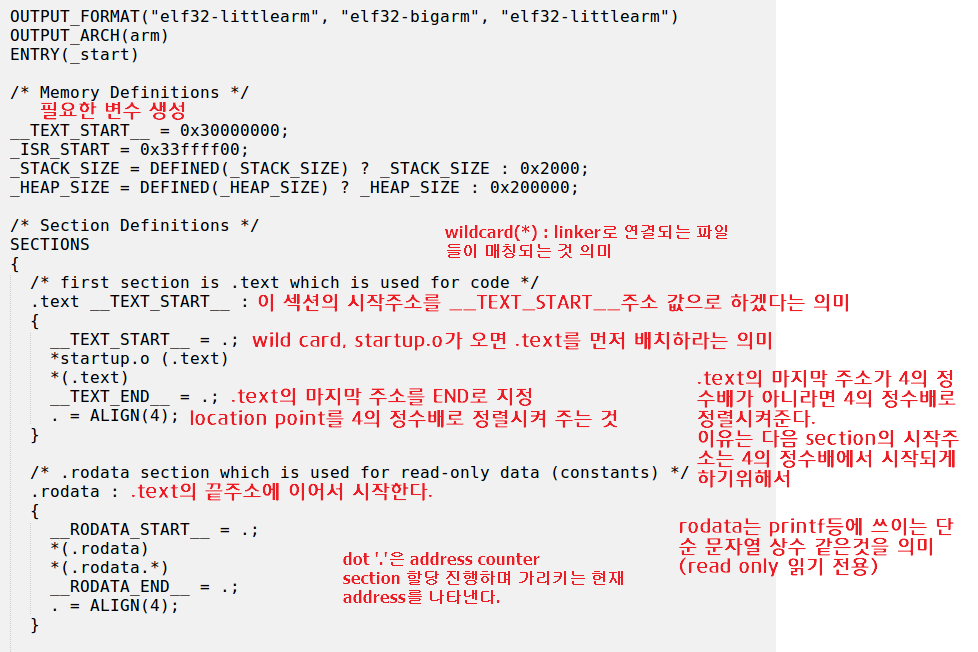 OUTPUT_FORMAT("elf32-littlearm", "elf32-bigarm", "elf32-littlearm")
OUTPUT_ARCH(arm)
ENTRY(_start)
/* Memory Definitions */
필요한 변수 생성
__TEXT_START__ = 0x30000000;
_ISR_START = 0x33ffff00;
_STACK_SIZE = DEFINED(_STACK_SIZE) ? _STACK_SIZE : 0x2000;
_HEAP_SIZE = DEFINED(_HEAP_SIZE) ? _HEAP_SIZE : 0x200000;
/* Section Definitions */
SECTIONS
wildcard(*) : linker로 연결되는 파일
들이 매칭되는 것 의미
{
/* first section is .text which is used for code */
.text __TEXT_START__ : 이 섹션의 시작주소를 __TEXT_START__주소 값으로 하겠다는 의미
{
__TEXT_START__ = .; wild card, startup.o가 오면 .text를 먼저 배치하라는 의미
*startup.o (.text)
*(.text)
__TEXT_END__ = .; .text의 마지막 주소를 END로 지정
. = ALIGN(4); location point를 4의 정수배로 정렬시켜 주는 것
}
.text의 마지막 주소가 4의 정
수배가 아니라면 4의 정수배로
정렬시켜준다.
이유는 다음 section의 시작주
소는 4의 정수배에서 시작되게
하기위해서
/* .rodata section which is used for read-only data (constants) */
.rodata : .text의 끝주소에 이어서 시작한다.
{
__RODATA_START__ = .;
*(.rodata)
*(.rodata.*)
__RODATA_END__ = .;
. = ALIGN(4);
}
rodata는 printf등에 쓰이는 단
순 문자열 상수 같은것을 의미
(read only 읽기 전용)
dot '.'은 address counter
section 할당 진행하며 가리키는 현재
address를 나타낸다.